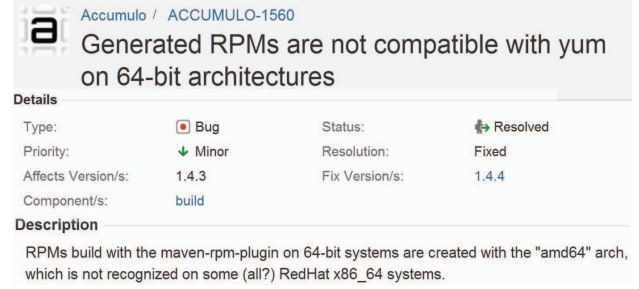 a
Accumulo / ACCUMULO-1560
Generated RPMs are not compatible with yum
on 64-bit architectures
Details
Type: Bug Status: Resolved
Priority: Minor Resolution: Fixed
Affects Version/s: 1.4.3 Fix Version/s: 1.4.4
Component/s: build
Description
RPMs build with the maven-rpm-plugin on 64-bit systems are created with the "amd64" arch,
which is not recognized on some (all?) RedHat x86_64 systems.